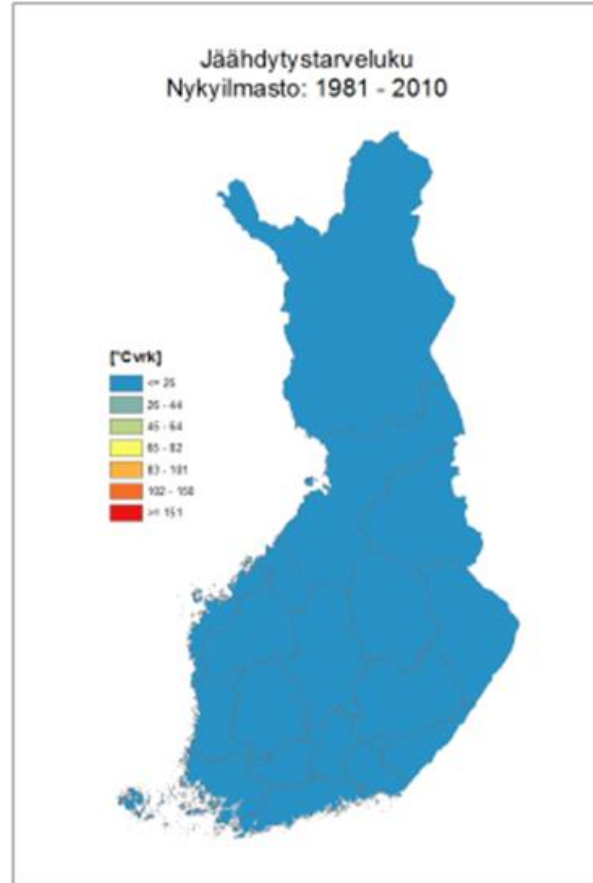 Jäähdytystarveluku
Nykyilmasto: 1981 - 2010
[°Cvrk]
<= 25
26 - 44
45 - 64
65 - 82
83 - 101
102 - 150
>= 151